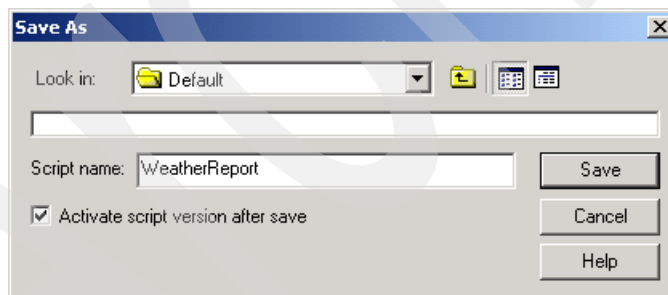 Save As
Look in: Default
Script name: WeatherReport Save
Activate script version after save Cancel
Help